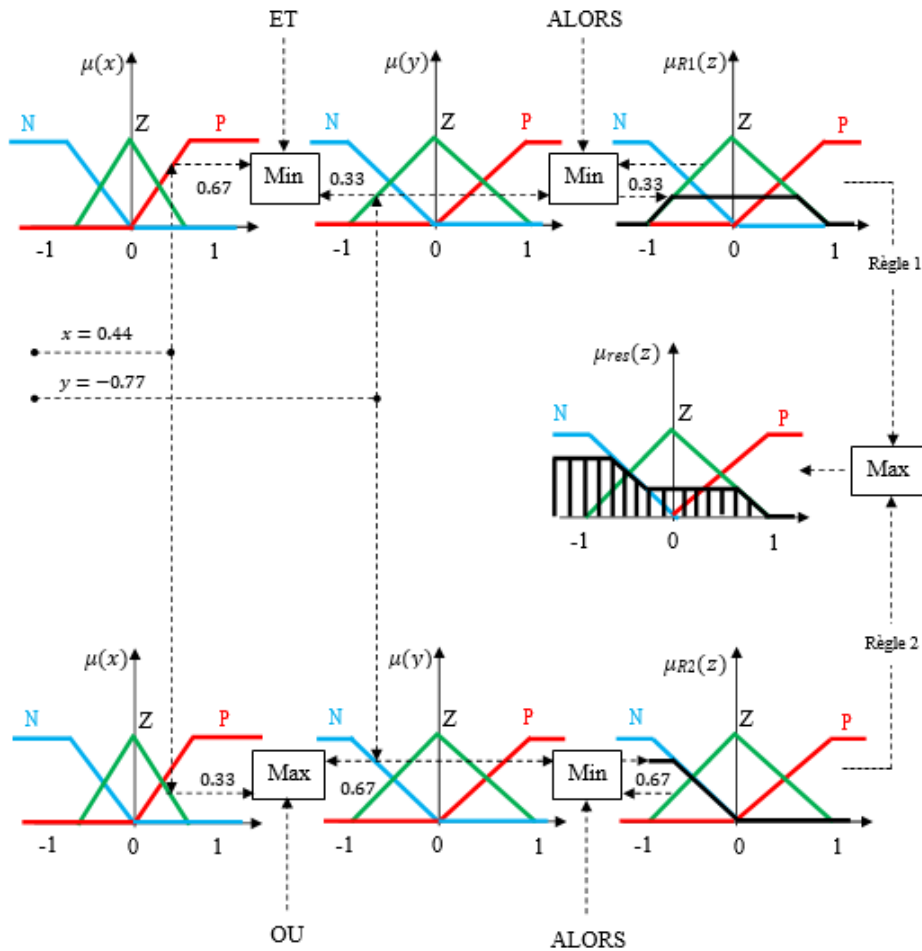 ET
ALORS
μ(x)
μ(y)
μR1(z)
N
Z
P
N
Z
P
N
Z
P
0.67
Min
0.33
Min
0.33
-1
0
1
-1
0
1
-1
0
1
Règle 1
x = 0.44
y = −0.77
μres(z)
N
Z
P
Max
-1
0
1
Règle 2
μ(x)
μ(y)
μR2(z)
N
Z
P
N
Z
P
N
Z
P
0.33
Max
0.67
Min
0.67
-1
0
1
-1
0
1
-1
0
1
OU
ALORS